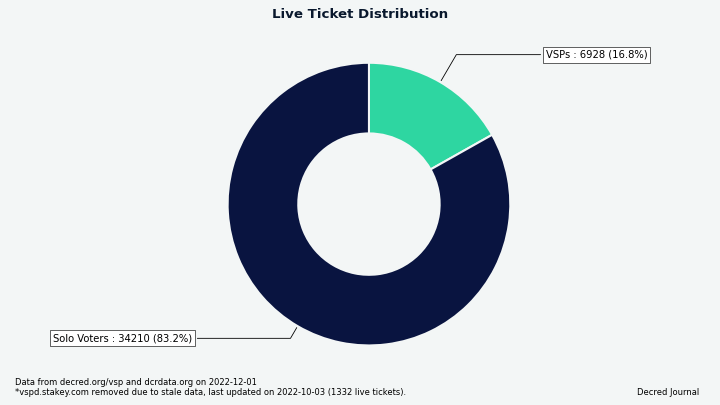 Live Ticket Distribution
VSPs : 6928 (16.8%)
Solo Voters : 34210 (83.2%)
Data from decred.org/vsp and dcrdata.org on 2022-12-01
*vspd.stakey.com removed due to stale data, last updated on 2022-10-03 (1332 live tickets).
Decred Journal